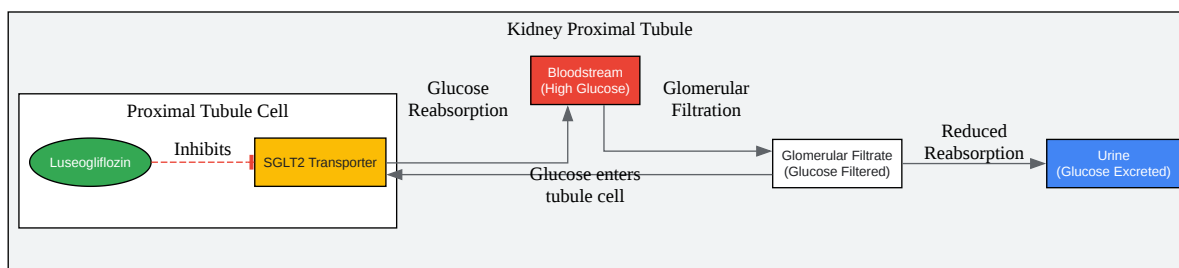 Kidney Proximal Tubule
Bloodstream
(High Glucose)
Glucose
Reabsorption
Glomerular
Filtration
Proximal Tubule Cell
Inhibits
Luseogliflozin
SGLT2 Transporter
Glucose enters
tubule cell
Glomerular Filtrate
(Glucose Filtered)
Reduced
Reabsorption
Urine
(Glucose Excreted)